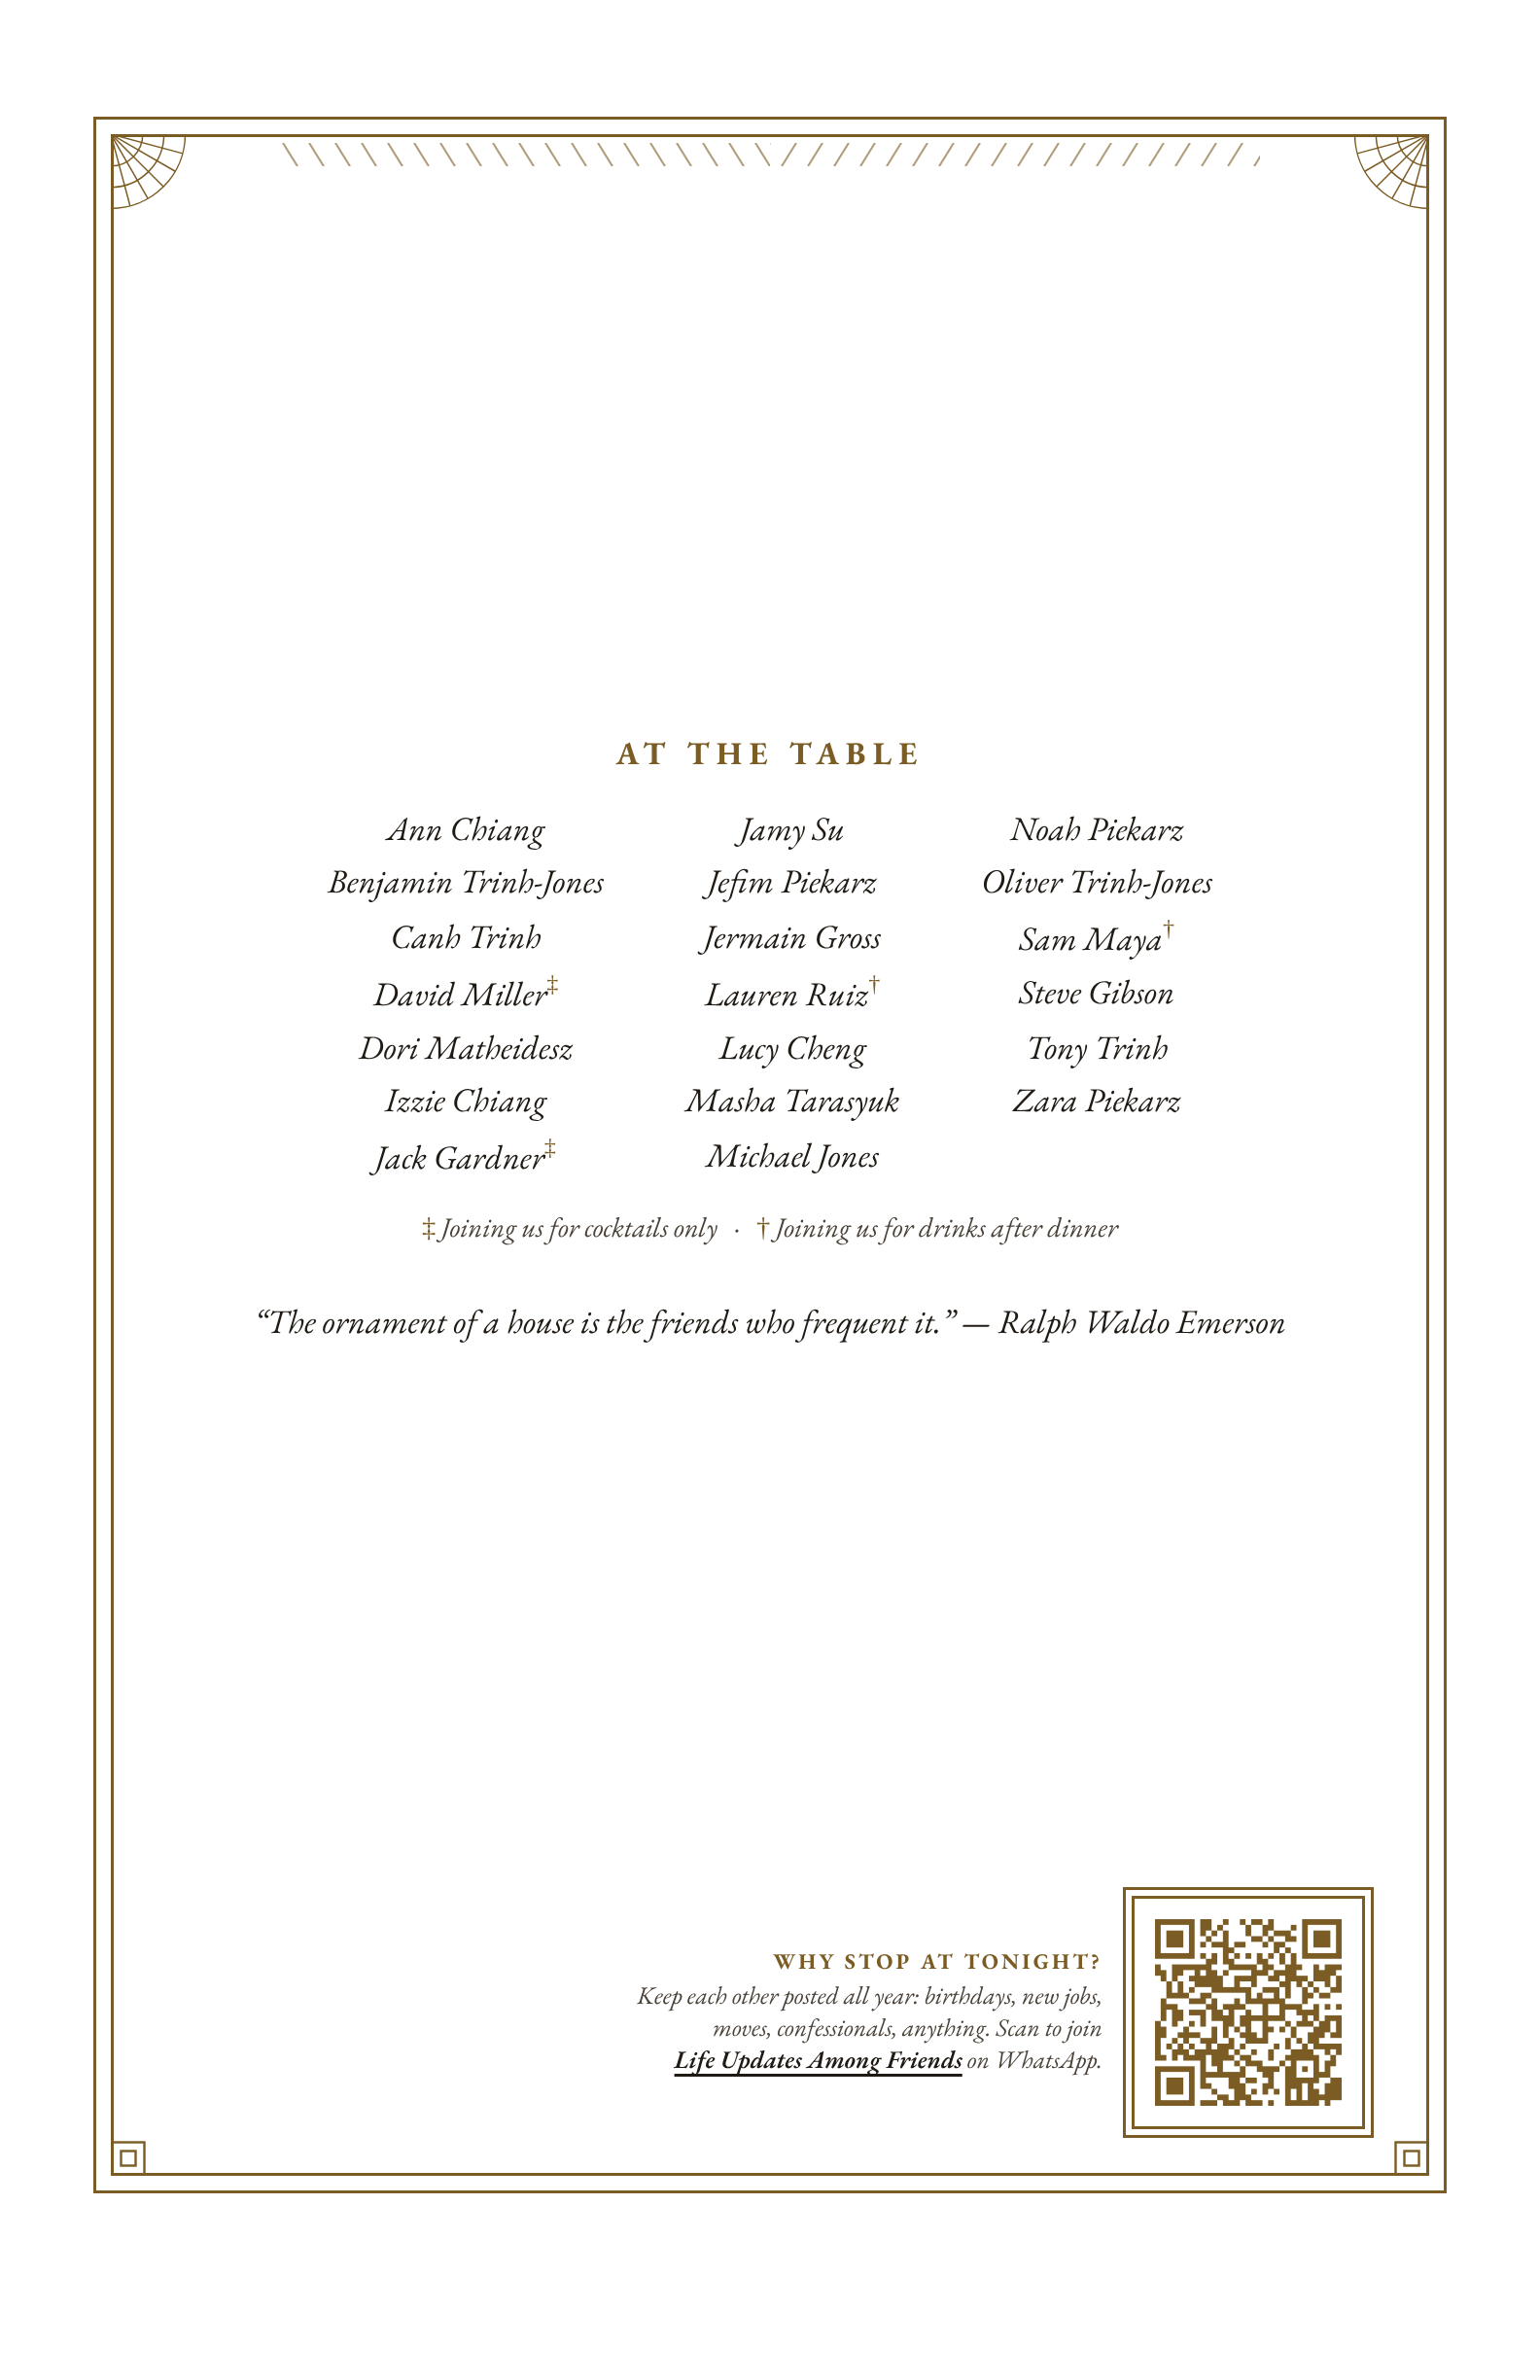 AT THE TABLE
Ann Chiang
Benjamin Trinh-Jones
Canh Trinh
David Miller‡
Dori Matheidesz
Izzie Chiang
Jack Gardner‡
Jamy Su
Jefim Piekarz
Jermain Gross
Lauren Ruiz†
Lucy Cheng
Masha Tarasyuk
Michael Jones
Noah Piekarz
Oliver Trinh-Jones
Sam Maya†
Steve Gibson
Tony Trinh
Zara Piekarz
‡ Joining us for cocktails only · † Joining us for drinks after dinner
“The ornament of a house is the friends who frequent it.” — Ralph Waldo Emerson
WHY STOP AT TONIGHT?
Keep each other posted all year: birthdays, new jobs,
moves, confessionals, anything. Scan to join
Life Updates Among Friends on WhatsApp.